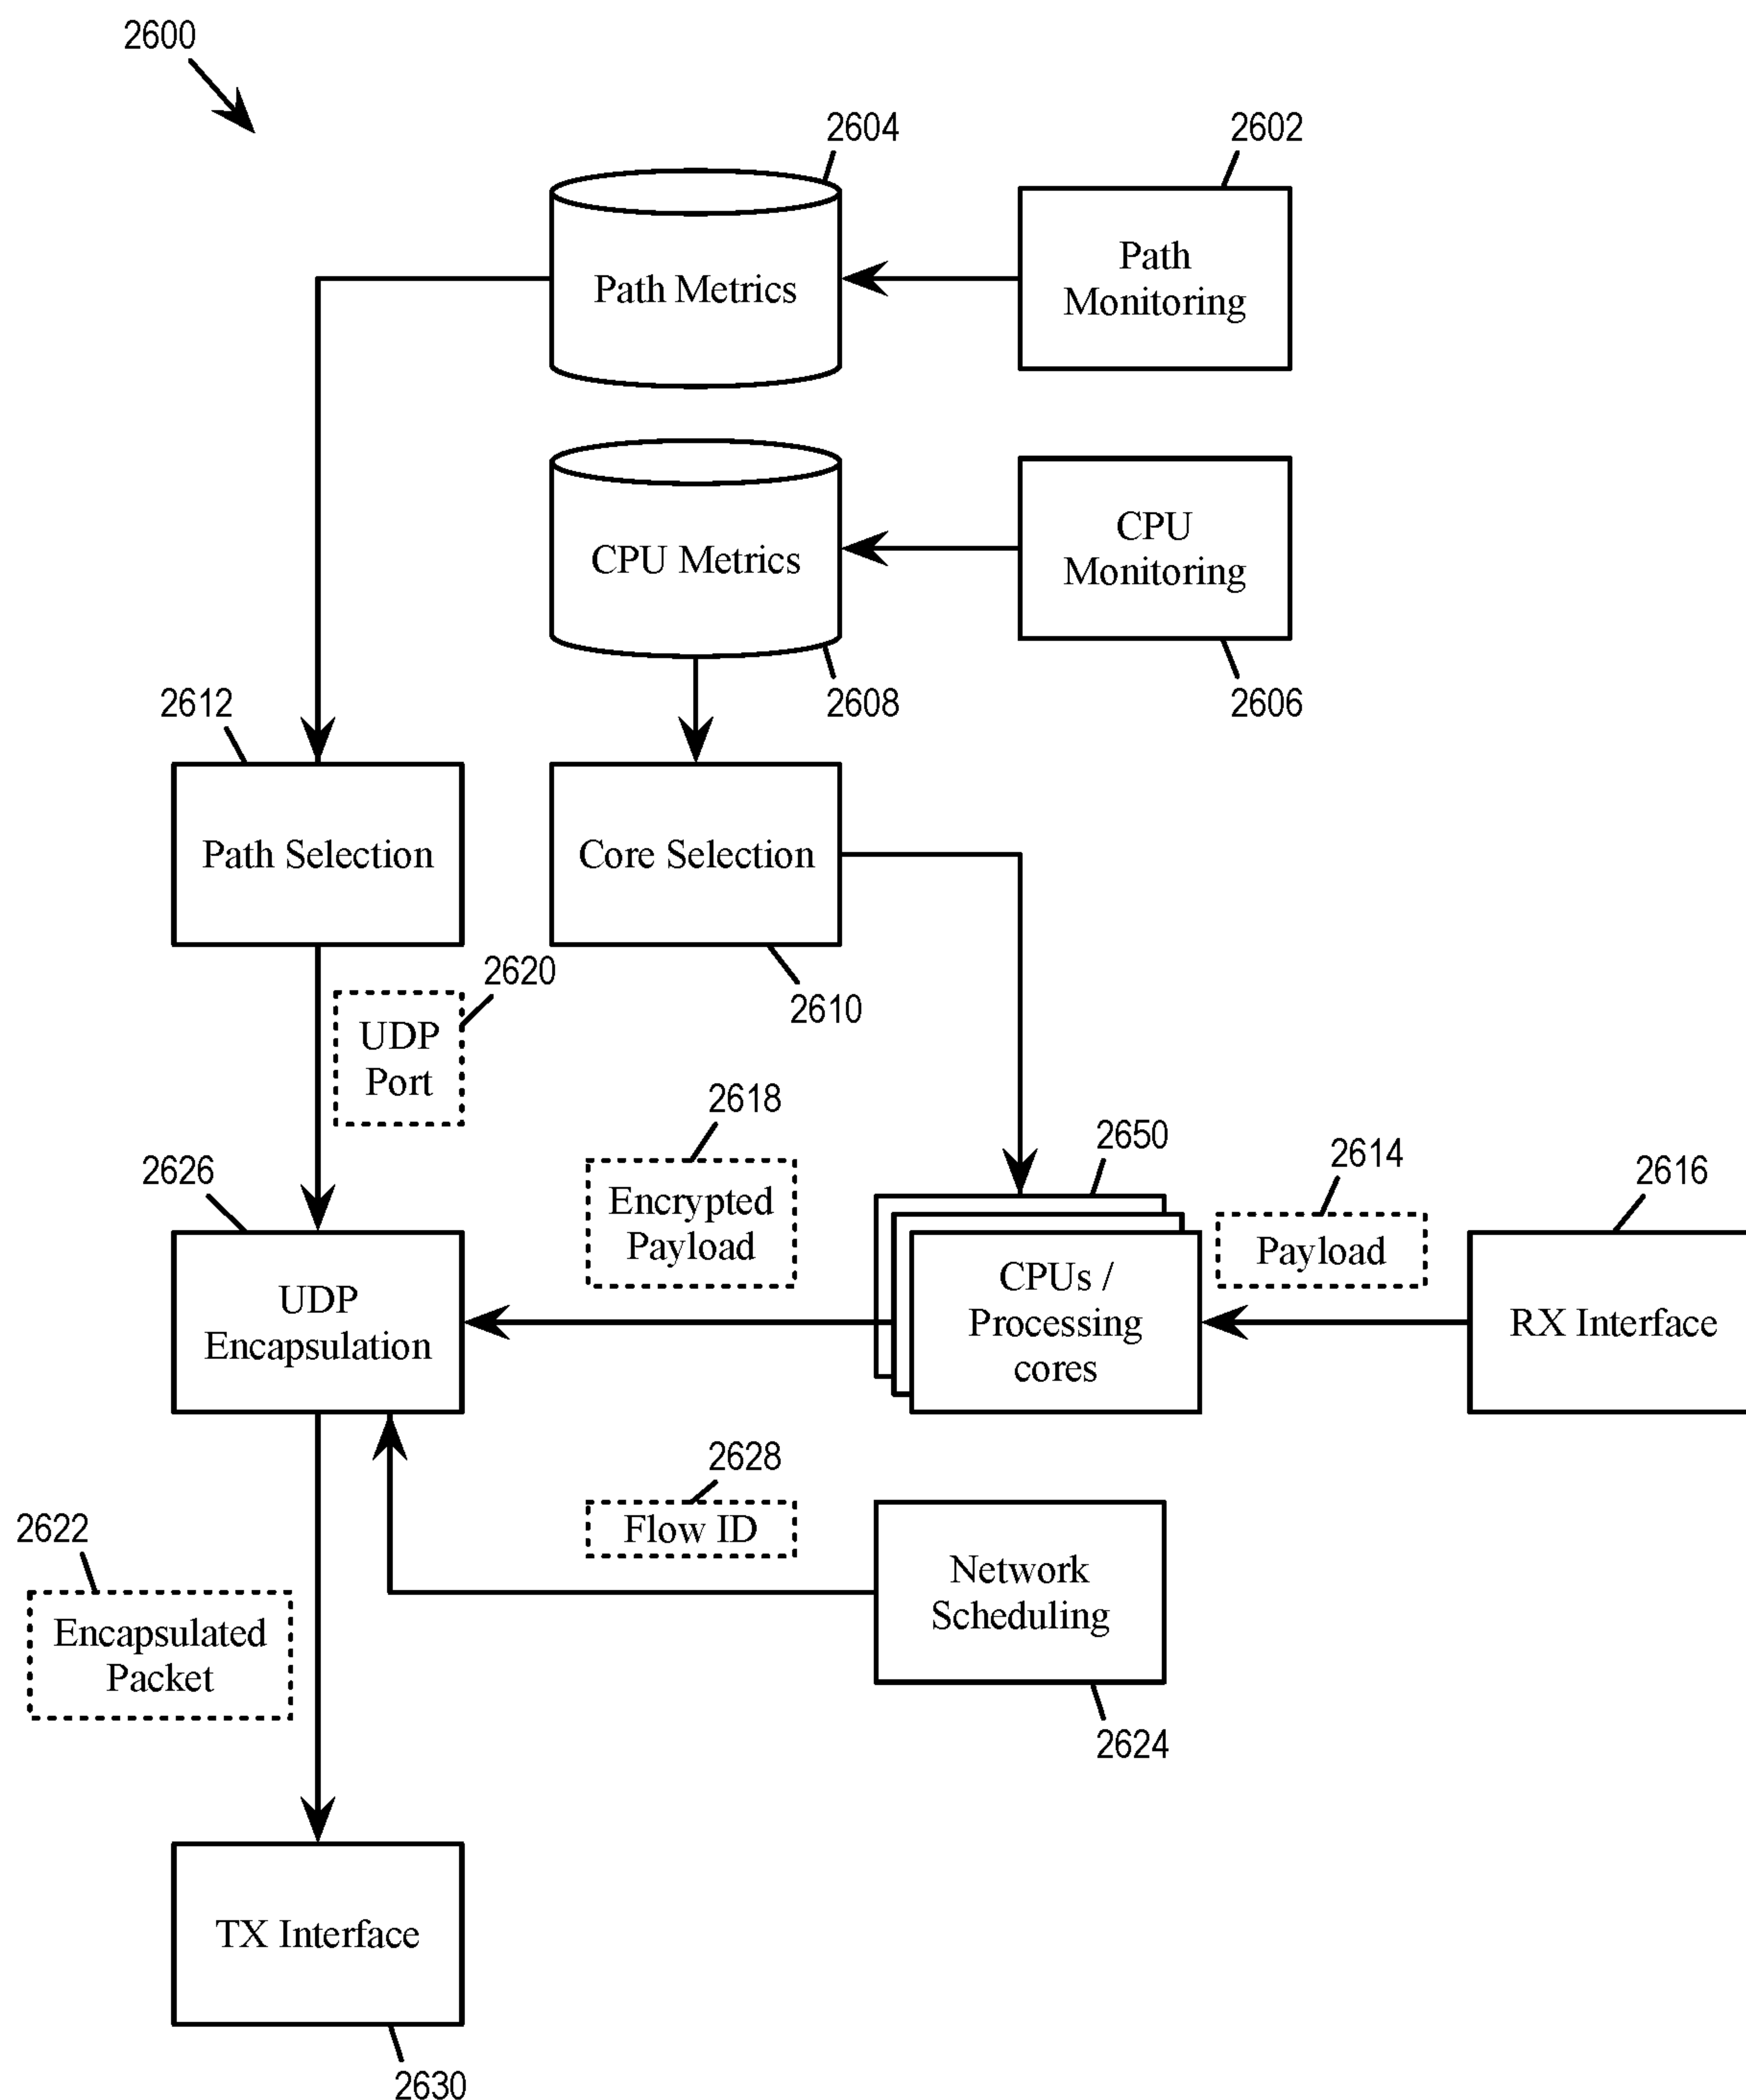 2600
2604
2602
Path Metrics
Path
Monitoring
CPU Metrics
CPU
Monitoring
2612
2608
2606
Path Selection
Core Selection
2620
2610
UDP
Port
2618
2650
2614
2616
2626
Encrypted
Payload
Payload
UDP
Encapsulation
CPUs /
Processing
cores
RX Interface
2628
Flow ID
2622
Network
Scheduling
Encapsulated
Packet
2624
TX Interface
2630